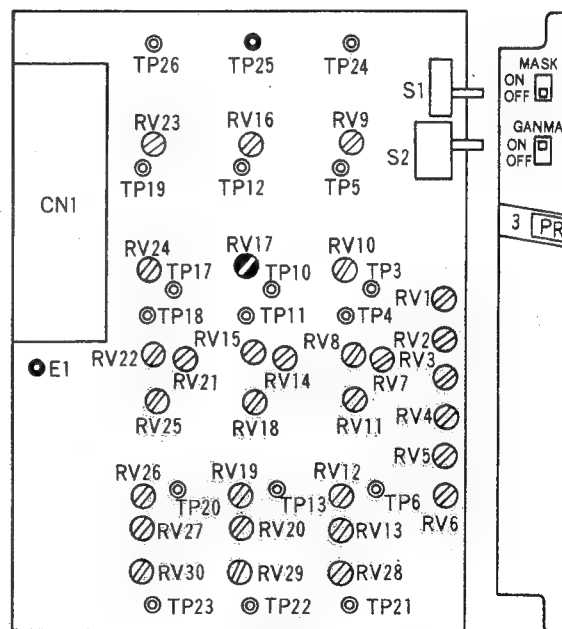 TP26 TP25 TP24
MASK
ON
OFF
S1
RV23 RV16 RV9
GANMA
ON
OFF
S2
TP19 TP12 TP5
CN1
3 PR
RV24 RV17 RV10
TP17 TP10 TP3
RV1
TP18 TP11 TP4
RV15 RV8 RV2
RV22 RV3
E1
RV21 RV14 RV7
RV25 RV18 RV11 RV4
RV5
RV26 RV19 RV12
TP20 TP13 TP6
RV6
RV27 RV20 RV13
RV30 RV29 RV28
TP23 TP22 TP21